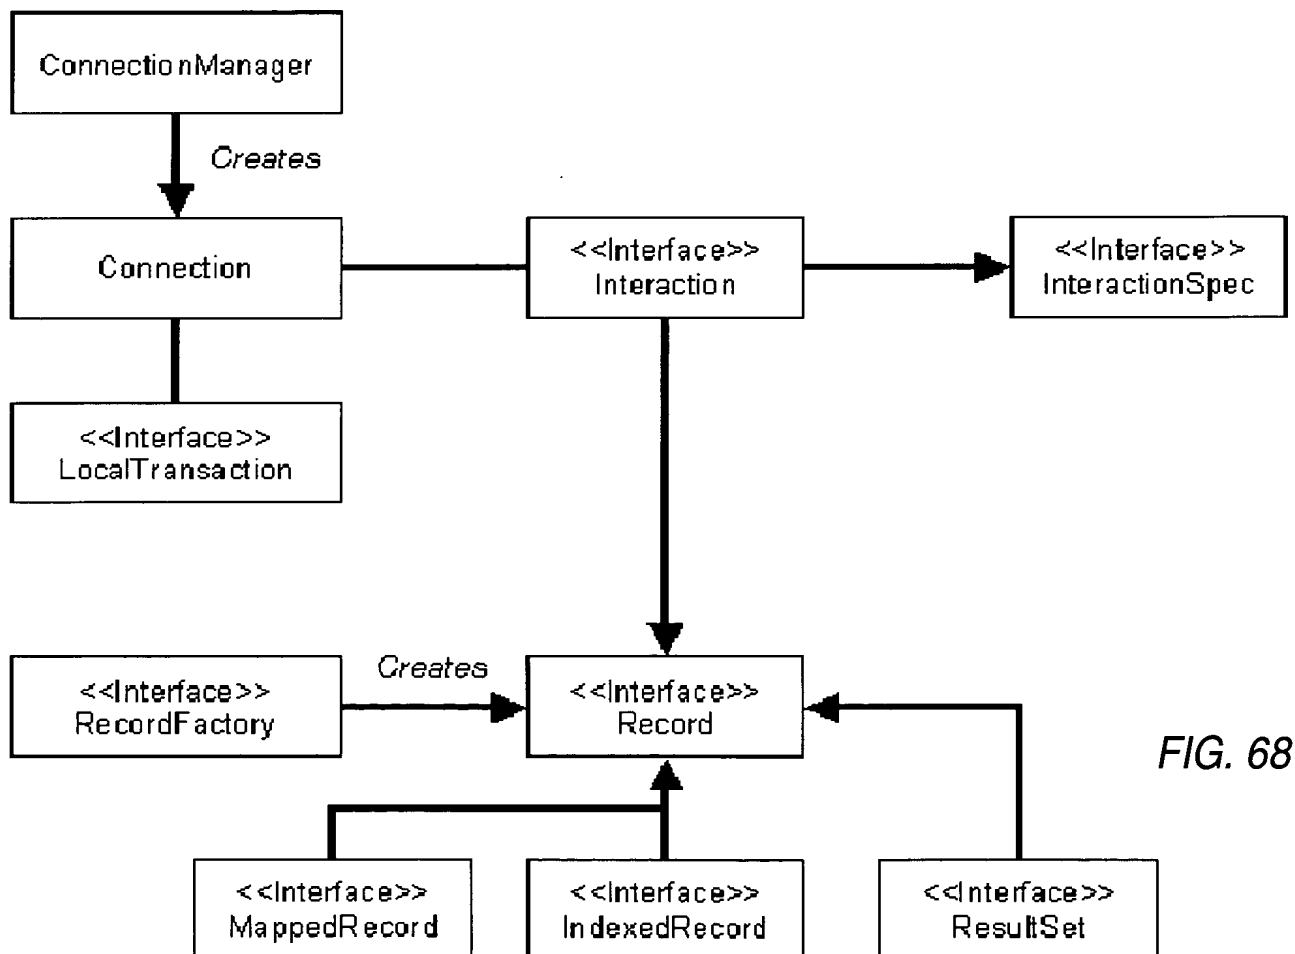 ConnectionManager
Creates
Connection
<<Interface>>
Interaction
<<Interface>>
InteractionSpec
<<Interface>>
LocalTransaction
<<Interface>>
RecordFactory
Creates
<<Interface>>
Record
FIG. 68
<<Interface>>
MappedRecord
<<Interface>>
IndexedRecord
<<Interface>>
ResultSet